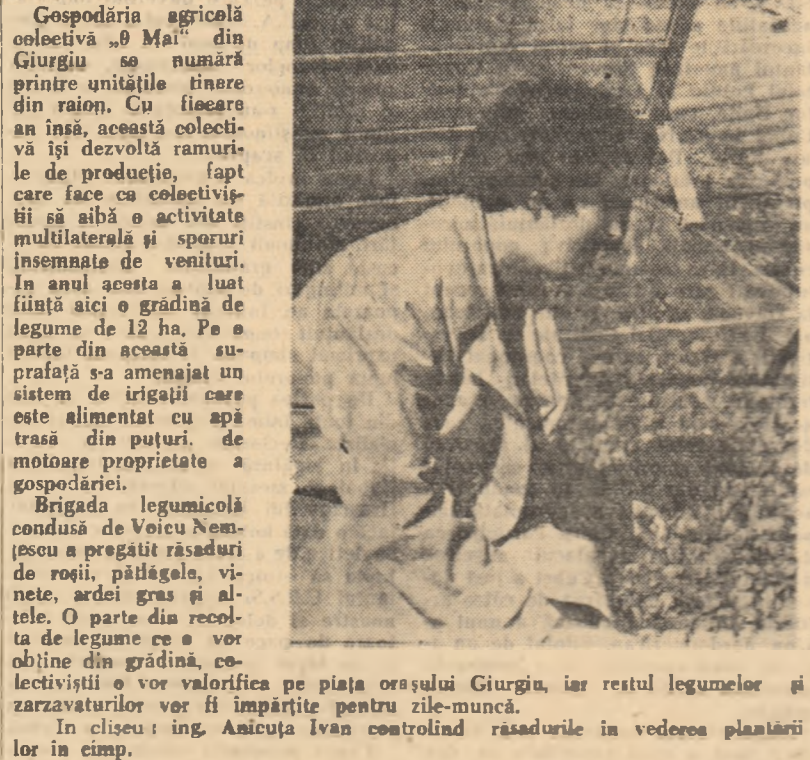 Gospodăria agricolă
colectivă „9 Mai“ din
Giurgiu se numără
printre unitățile tinere
din raion. Cu fiecare
an însă, această colecti-
vă își dezvoltă ramuri-
le de producție, fapt
care face ca colectiviș-
tii să aibă o activitate
multilaterală și sporuri
însemnate de venituri.
In anul acesta a luat
ființă aici o grădină de
legume de 12 ha. Pe o
parte din această su-
prafață s-a amenajat un
sistem de irigații care
este alimentat cu apă
trasă din puțuri. de
motoare proprietate a
gospodăriei.
Brigada legumicolă
condusă de Voicu Nem-
țescu a pregătit răsaduri
de roșii, pătlăgele, vi-
nete, ardei gras și al-
tele. O parte din recol-
ta de legume ce o vor
obține din grădină, co-
lectiviștii o vor valorifica pe piața orașului Giurgiu, iar restul legumelor și
zarzavaturilor vor fi împărțite pentru zile-muncă.
In clișeu : ing. Anicuța Ivan controlînd răsadurile în vederea plantării
lor în cîmp.